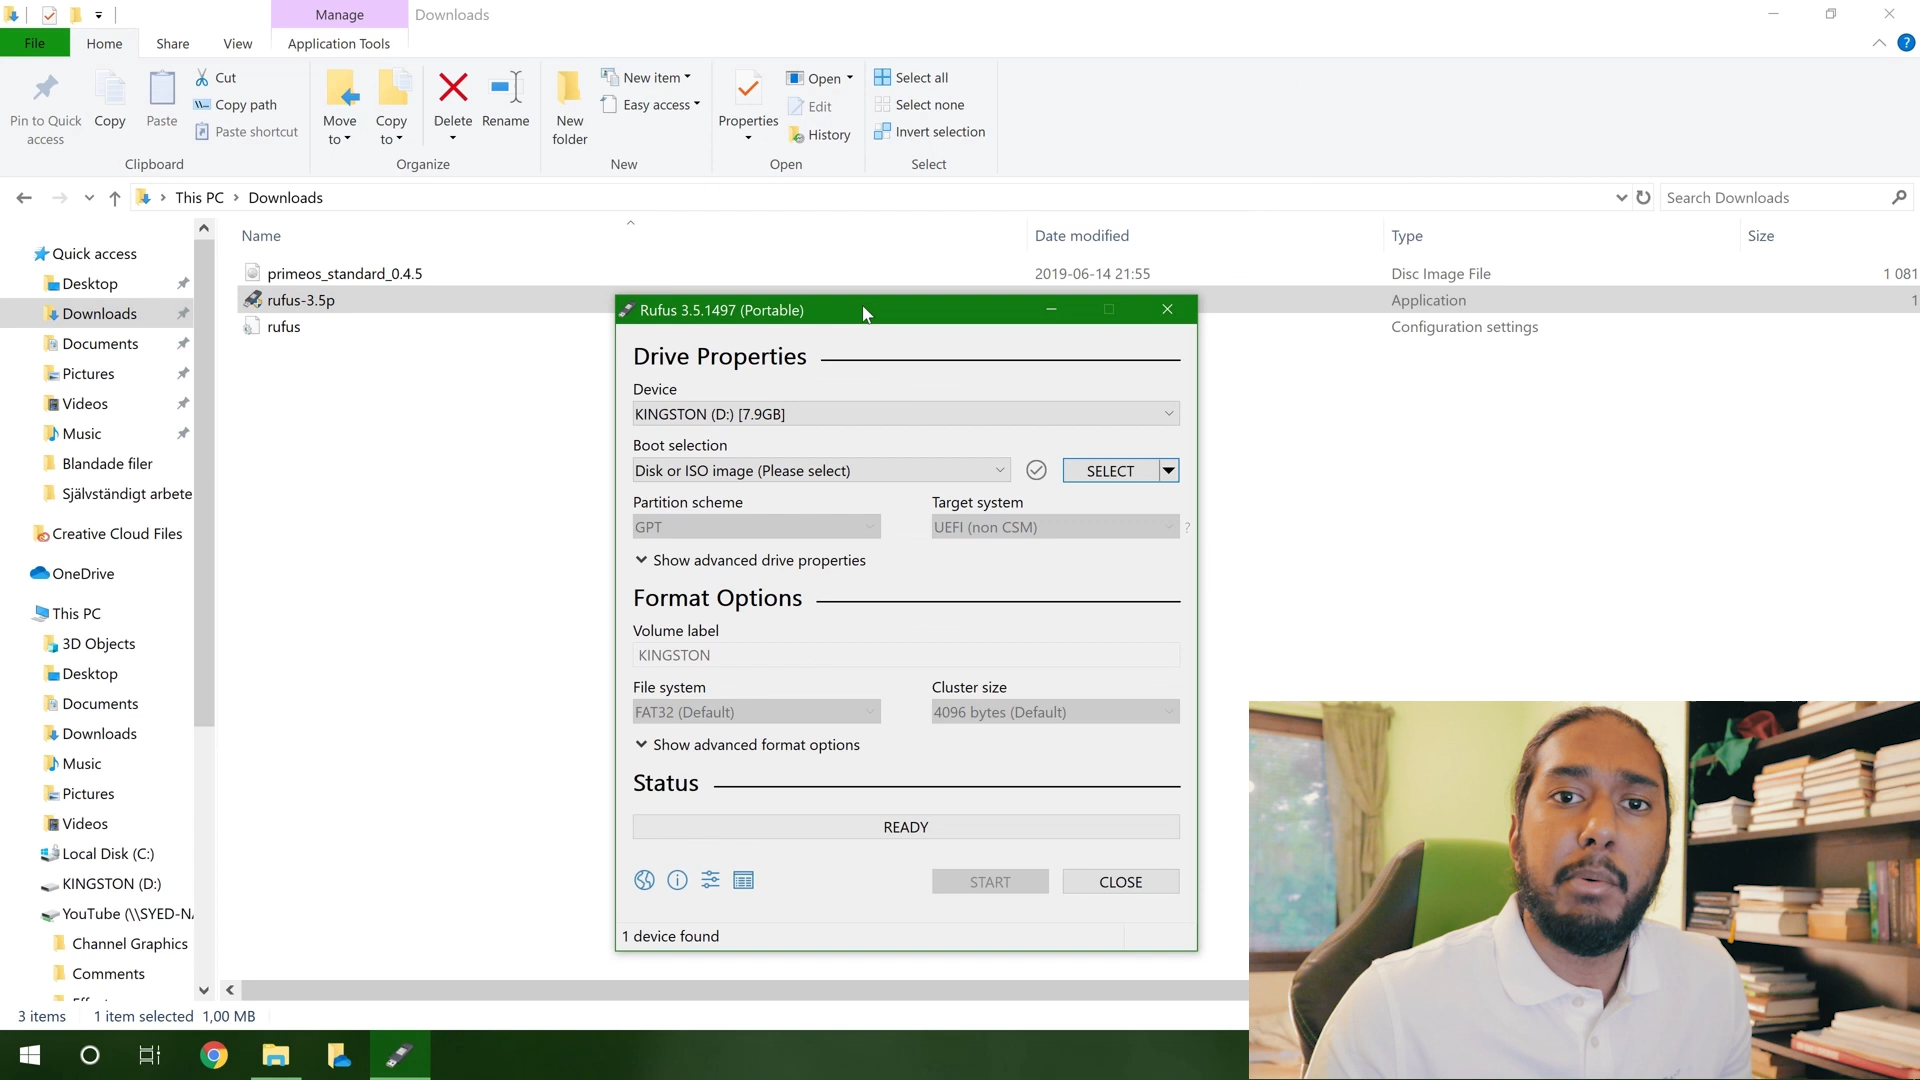 Manage
Downloads
File
Home
Share
View
Application Tools
Pin to Quick access
Copy
Paste
Cut
Copy path
Paste shortcut
Clipboard
Move to
Copy to
Delete
Rename
Organize
New folder
New item
Easy access
New
Properties
Open
Edit
History
Open
Select all
Select none
Invert selection
Select
This PC
Downloads
Search Downloads
Name
Date modified
Type
Size
primeos_standard_0.4.5
2019-06-14 21:55
Disc Image File
1 081
rufus-3.5p
Application
1
rufus
Configuration settings
Quick access
Desktop
Downloads
Documents
Pictures
Videos
Music
Blandade filer
Självständigt arbete
Creative Cloud Files
OneDrive
This PC
3D Objects
Desktop
Documents
Downloads
Music
Pictures
Videos
Local Disk (C:)
KINGSTON (D:)
YouTube (\\SYED-NA
Channel Graphics
Comments
Rufus 3.5.1497 (Portable)
Drive Properties
Device
KINGSTON (D:) [7.9GB]
Boot selection
Disk or ISO image (Please select)
SELECT
Partition scheme
Target system
GPT
UEFI (non CSM)
?
Show advanced drive properties
Format Options
Volume label
KINGSTON
File system
Cluster size
FAT32 (Default)
4096 bytes (Default)
Show advanced format options
Status
READY
START
CLOSE
1 device found
3 items
1 item selected 1,00 MB